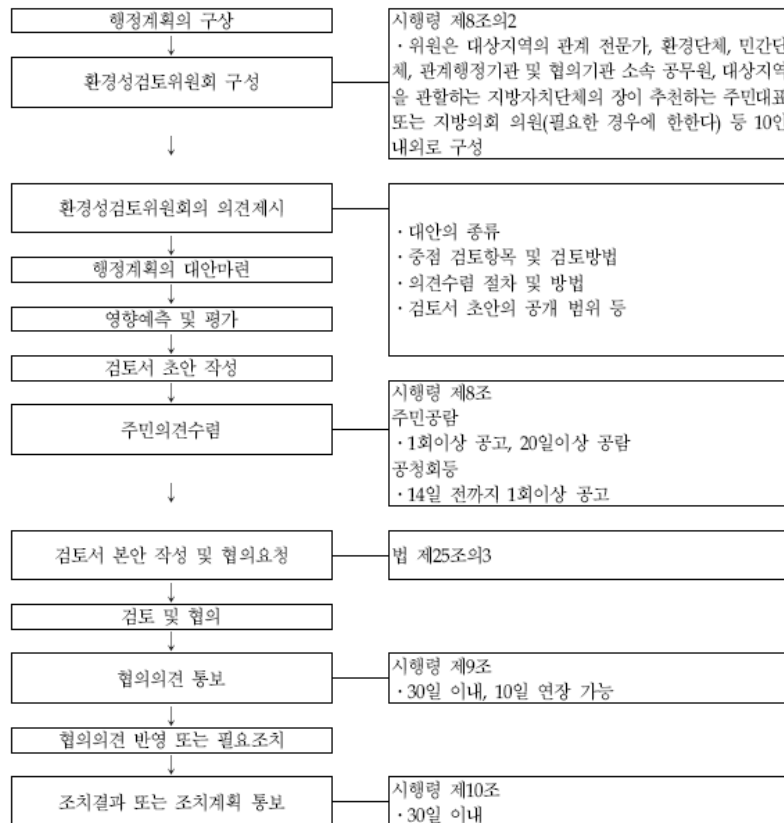 행정계획의 구상
↓
환경성검토위원회 구성
시행령 제8조의2
· 위원은 대상지역의 관계 전문가, 환경단체, 민간단
체, 관계행정기관 및 협의기관 소속 공무원, 대상지역
을 관할하는 지방자치단체의 장이 추천하는 주민대표
또는 지방의회 의원(필요한 경우에 한한다) 등 10인
내외로 구성
↓
환경성검토위원회의 의견제시
· 대안의 종류
· 중점 검토항목 및 검토방법
· 의견수렴 절차 및 방법
· 검토서 초안의 공개 범위 등
↓
행정계획의 대안마련
↓
영향예측 및 평가
↓
검토서 초안 작성
↓
주민의견수렴
시행령 제8조
주민공람
· 1회이상 공고, 20일이상 공람
공청회등
· 14일 전까지 1회이상 공고
↓
검토서 본안 작성 및 협의요청
법 제25조의3
↓
검토 및 협의
↓
협의의견 통보
시행령 제9조
· 30일 이내, 10일 연장 가능
↓
협의의견 반영 또는 필요조치
↓
조치결과 또는 조치계획 통보
시행령 제10조
· 30일 이내